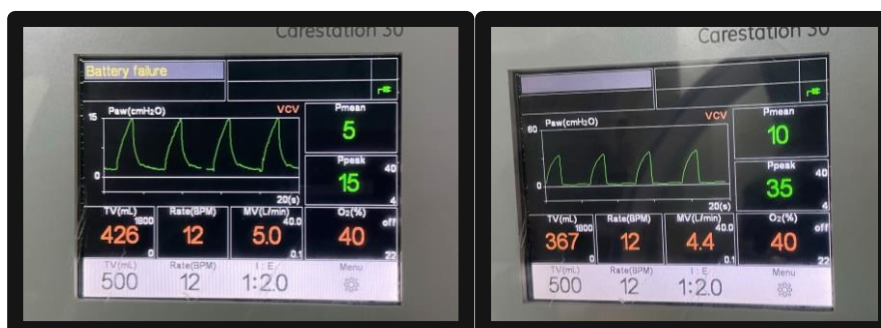 Carestation 30
Battery failure
Paw(cmH2O)
VCV
15
0
20(s)
Pmean
5
Ppeak
40
15
4
TV(mL)
1800
426
0
Rate(BPM)
12
MV(L/min)
40.0
5.0
0.1
O2(%)
off
40
22
TV(mL)
500
Rate(BPM)
12
I : E
1:2.0
Menu
Carestation 30
Paw(cmH2O)
VCV
60
0
20(s)
Pmean
10
Ppeak
40
35
4
TV(mL)
1800
367
0
Rate(BPM)
12
MV(L/min)
40.0
4.4
0.1
O2(%)
off
40
22
TV(mL)
500
Rate(BPM)
12
I : E
1:2.0
Menu